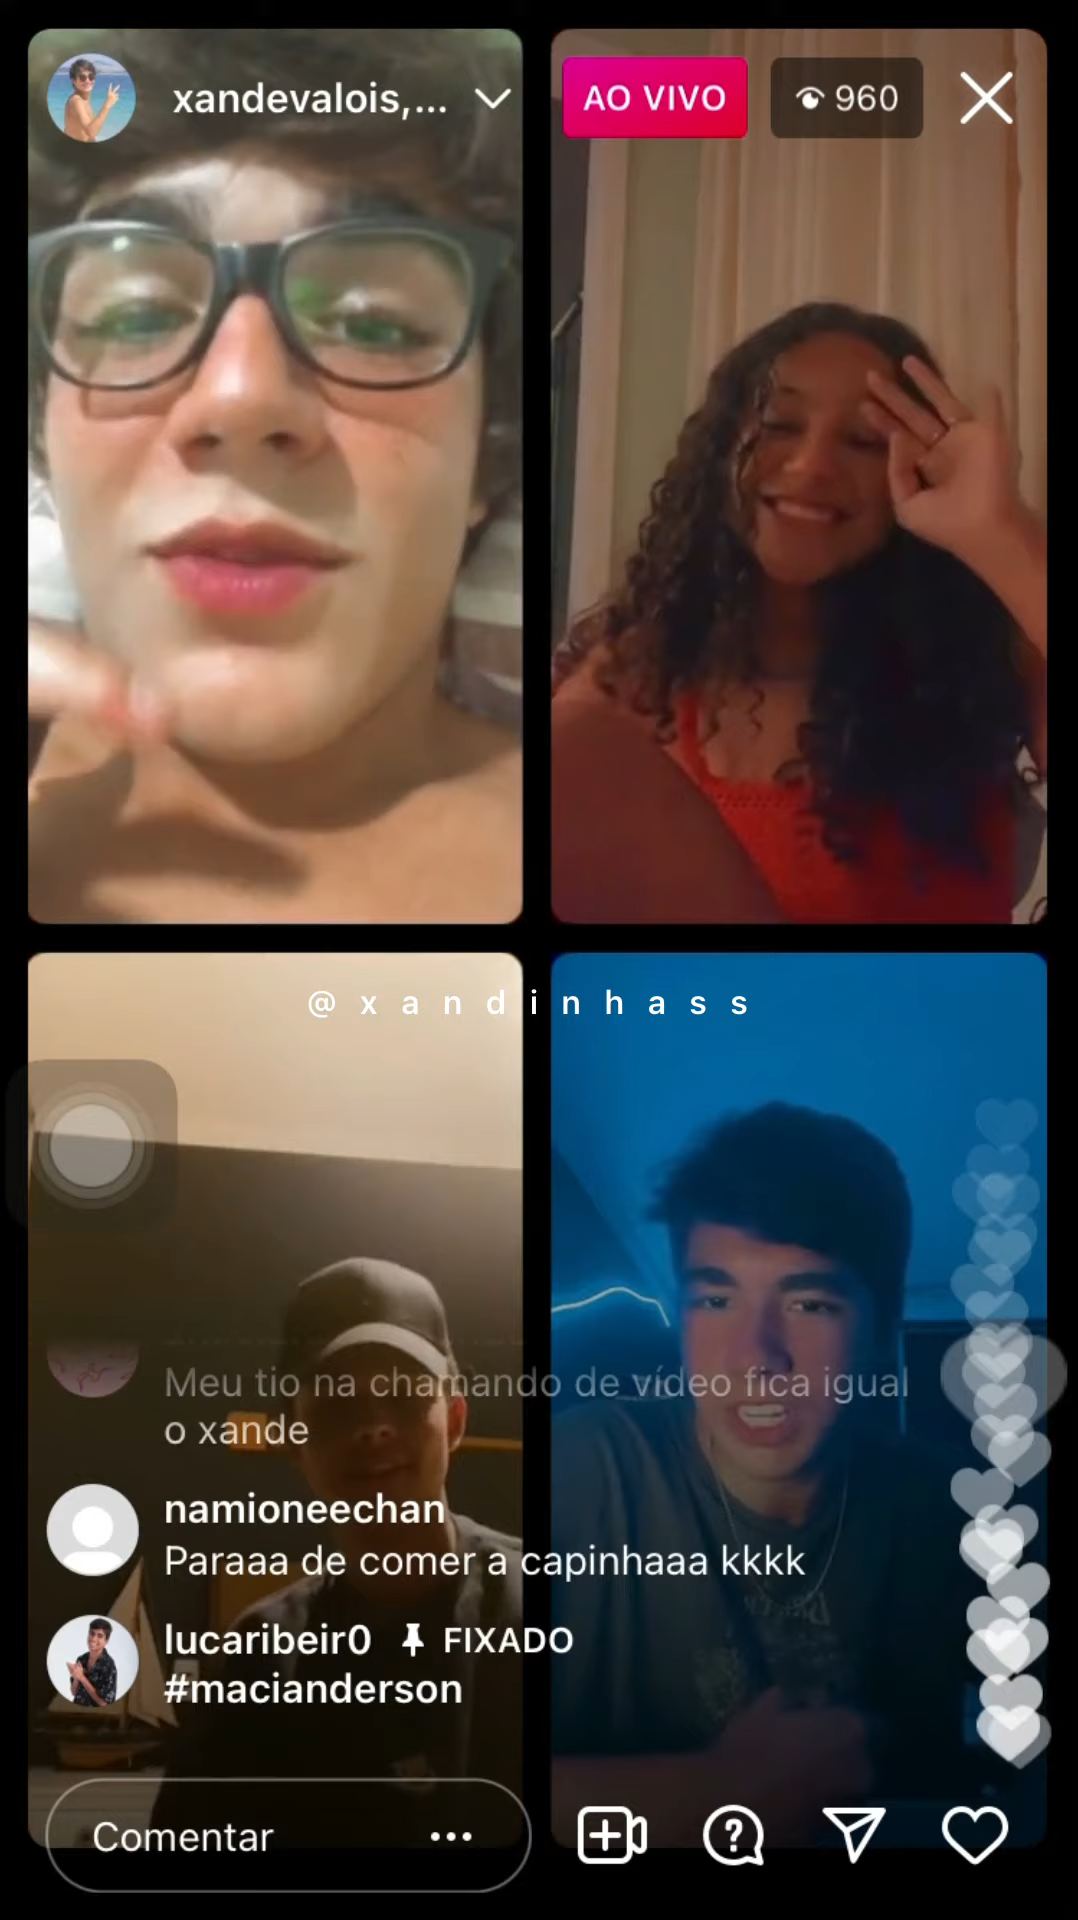 xandevalois,...
AO VIVO
960
@xandinhass
Meu tio na chamando de vídeo fica igual
o xande
namioneechan
Paraaa de comer a capinhaaa kkkk
lucaribeir0 FIXADO
#macianderson
Comentar